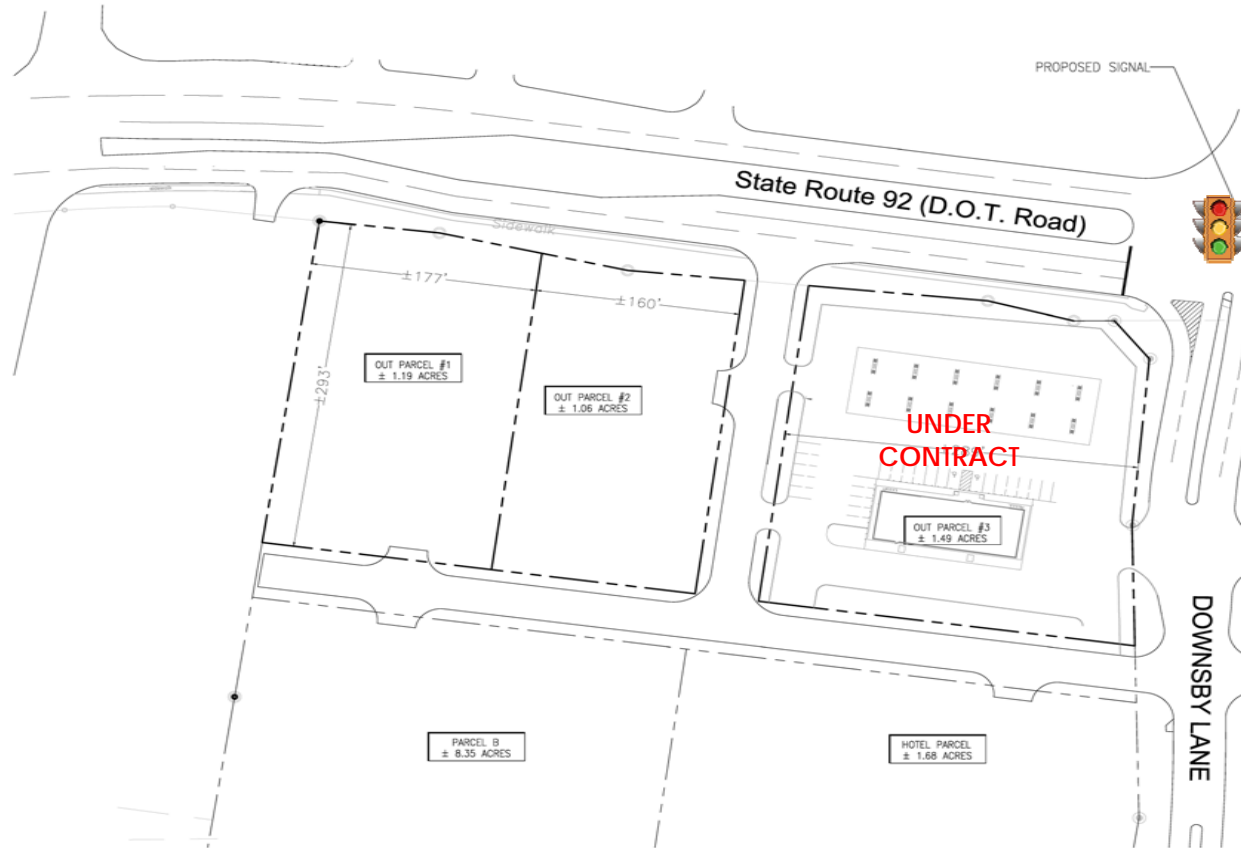 PROPOSED SIGNAL
State Route 92 (D.O.T. Road)
Sidewalk
±177'
±160'
±293'
OUT PARCEL #1
± 1.19 ACRES
OUT PARCEL #2
± 1.06 ACRES
UNDER
CONTRACT
OUT PARCEL #3
± 1.49 ACRES
DOWNSBY LANE
PARCEL B
± 8.35 ACRES
HOTEL PARCEL
± 1.68 ACRES